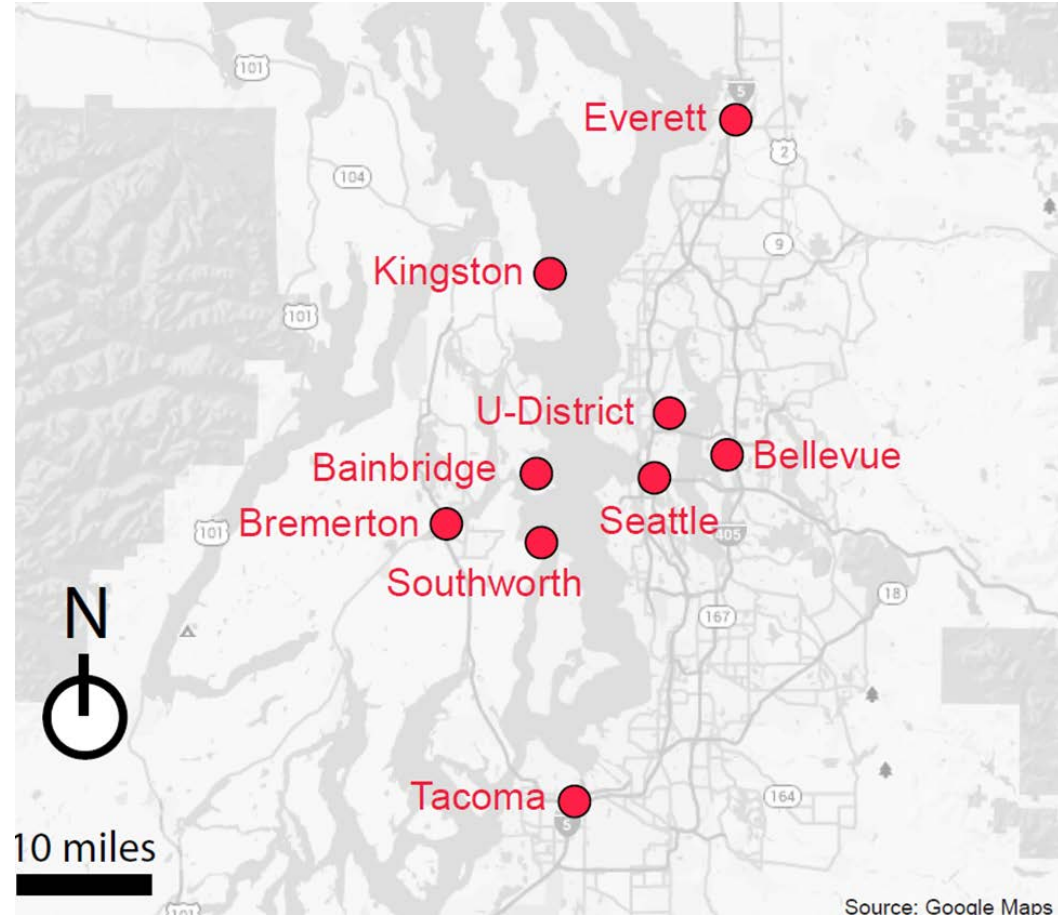 101
5
Everett
2
104
9
Kingston
101
U-District
Bainbridge
Bellevue
Bremerton
Seattle
101
405
Southworth
18
N
167
Tacoma
164
5
10 miles
101
Source: Google Maps